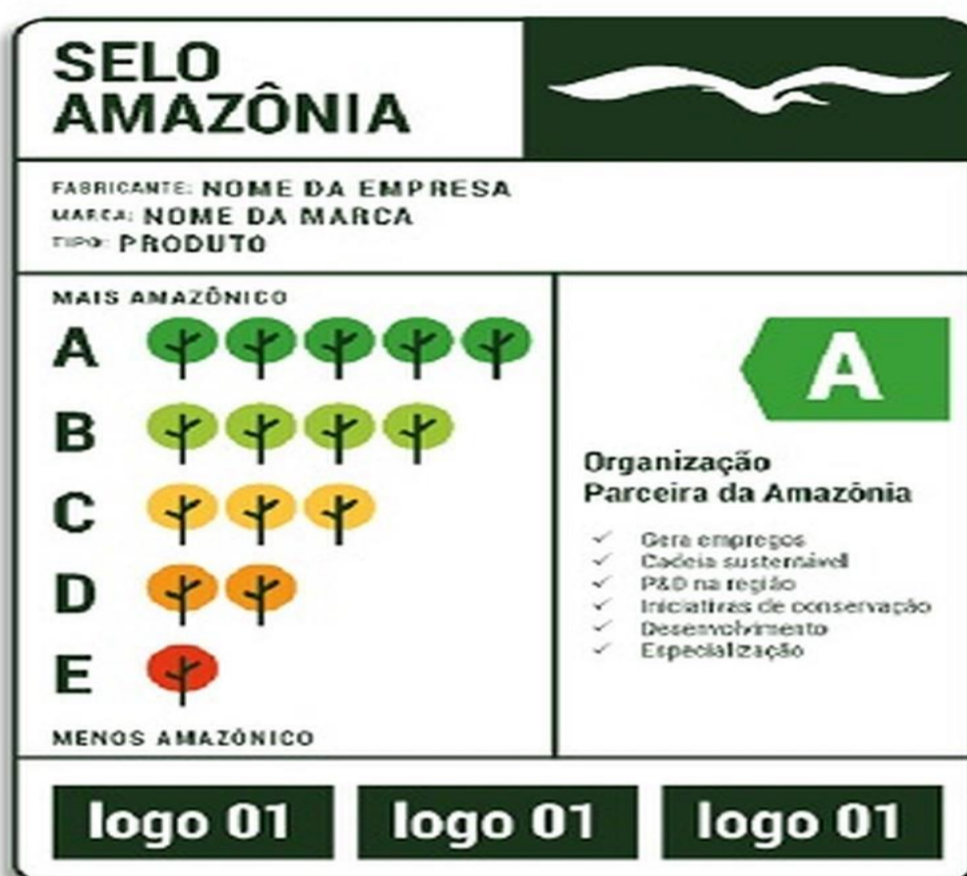 SELO
AMAZÔNIA
FABRICANTE: NOME DA EMPRESA
MARCA: NOME DA MARCA
TIPO: PRODUTO
MAIS AMAZÔNICO
A
B
C
D
E
MENOS AMAZÔNICO
A
Organização
Parceira da Amazônia
Gera empregos
Cadeia sustentável
P&D na região
Iniciativas de conservação
Desenvolvimento
Especialização
logo 01 logo 01 logo 01